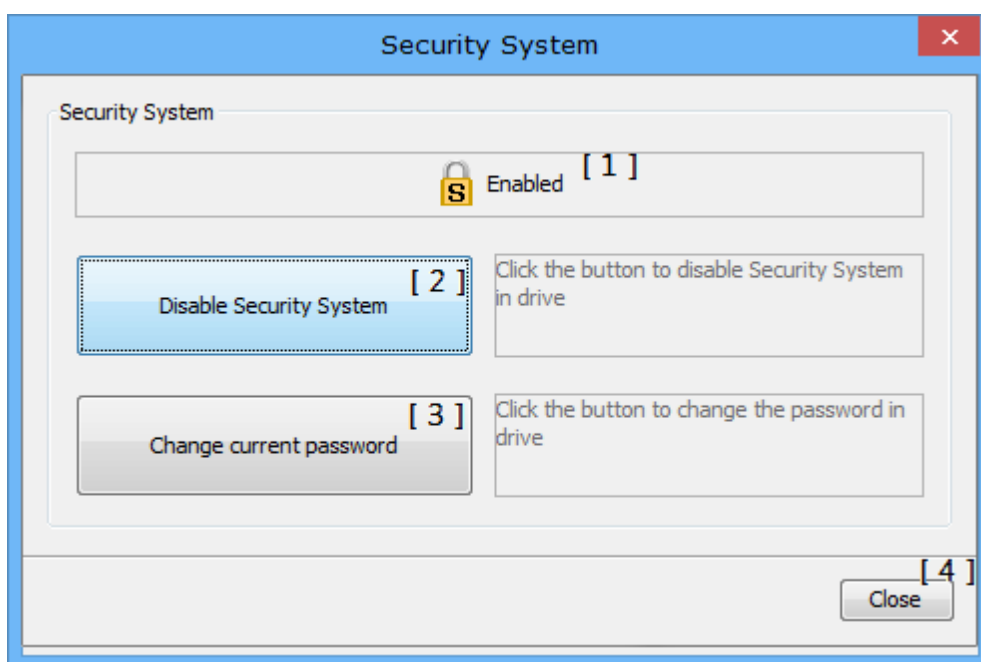 Security System
Security System
S Enabled [ 1 ]
Disable Security System [ 2 ]
Click the button to disable Security System
in drive
Change current password [ 3 ]
Click the button to change the password in
drive
[ 4 ]
Close